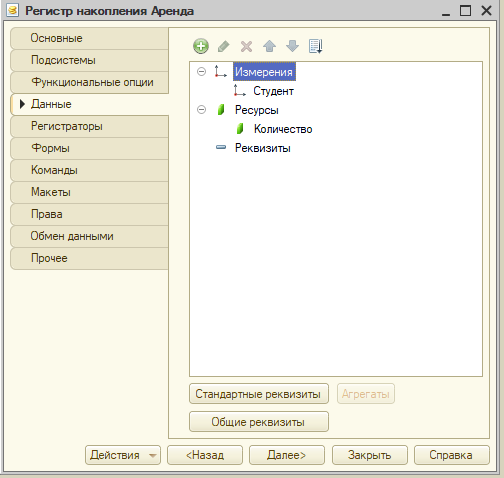 Регистр накопления Аренда
Основные
Подсистемы
Функциональные опции
Данные
Регистраторы
Формы
Команды
Макеты
Права
Обмен данными
Прочее
Измерения
Студент
Ресурсы
Количество
Реквизиты
Стандартные реквизиты
Агрегаты
Общие реквизиты
Действия
<Назад
Далее>
Закрыть
Справка